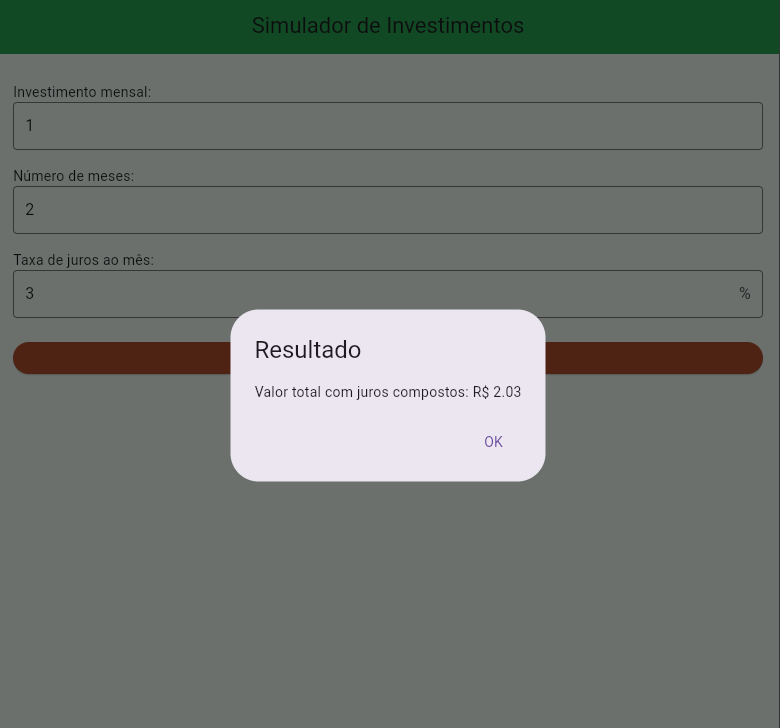 Simulador de Investimentos
Investimento mensal:
1
Número de meses:
2
Taxa de juros ao mês:
3 %
Resultado
Valor total com juros compostos: R$ 2.03
OK